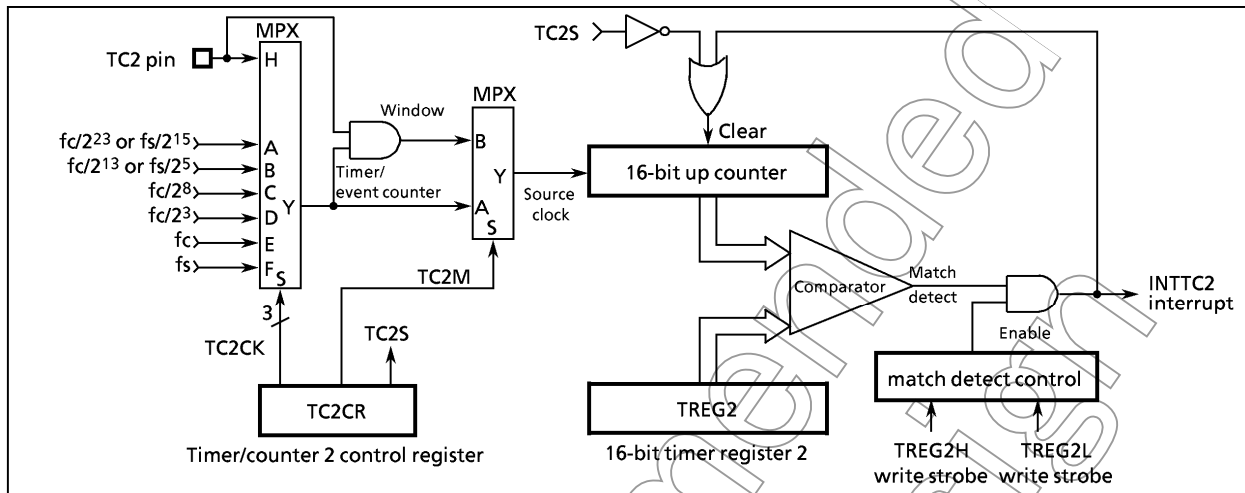 MPX
TC2 pin
H
fc/2²³ or fs/2¹⁵
A
fc/2¹³ or fs/2⁵
B
fc/2⁸
C
fc/2³
D
fc
E
fs
F
Y
S
3
TC2CK
Window
Timer/
event counter
MPX
B
Y
A
S
Source
clock
TC2M
TC2S
TC2CR
Timer/counter 2 control register
TC2S
Clear
16-bit up counter
Comparator
Match
detect
Enable
INTTC2
interrupt
match detect control
TREG2H
write strobe
TREG2L
write strobe
TREG2
16-bit timer register 2
mended
sign